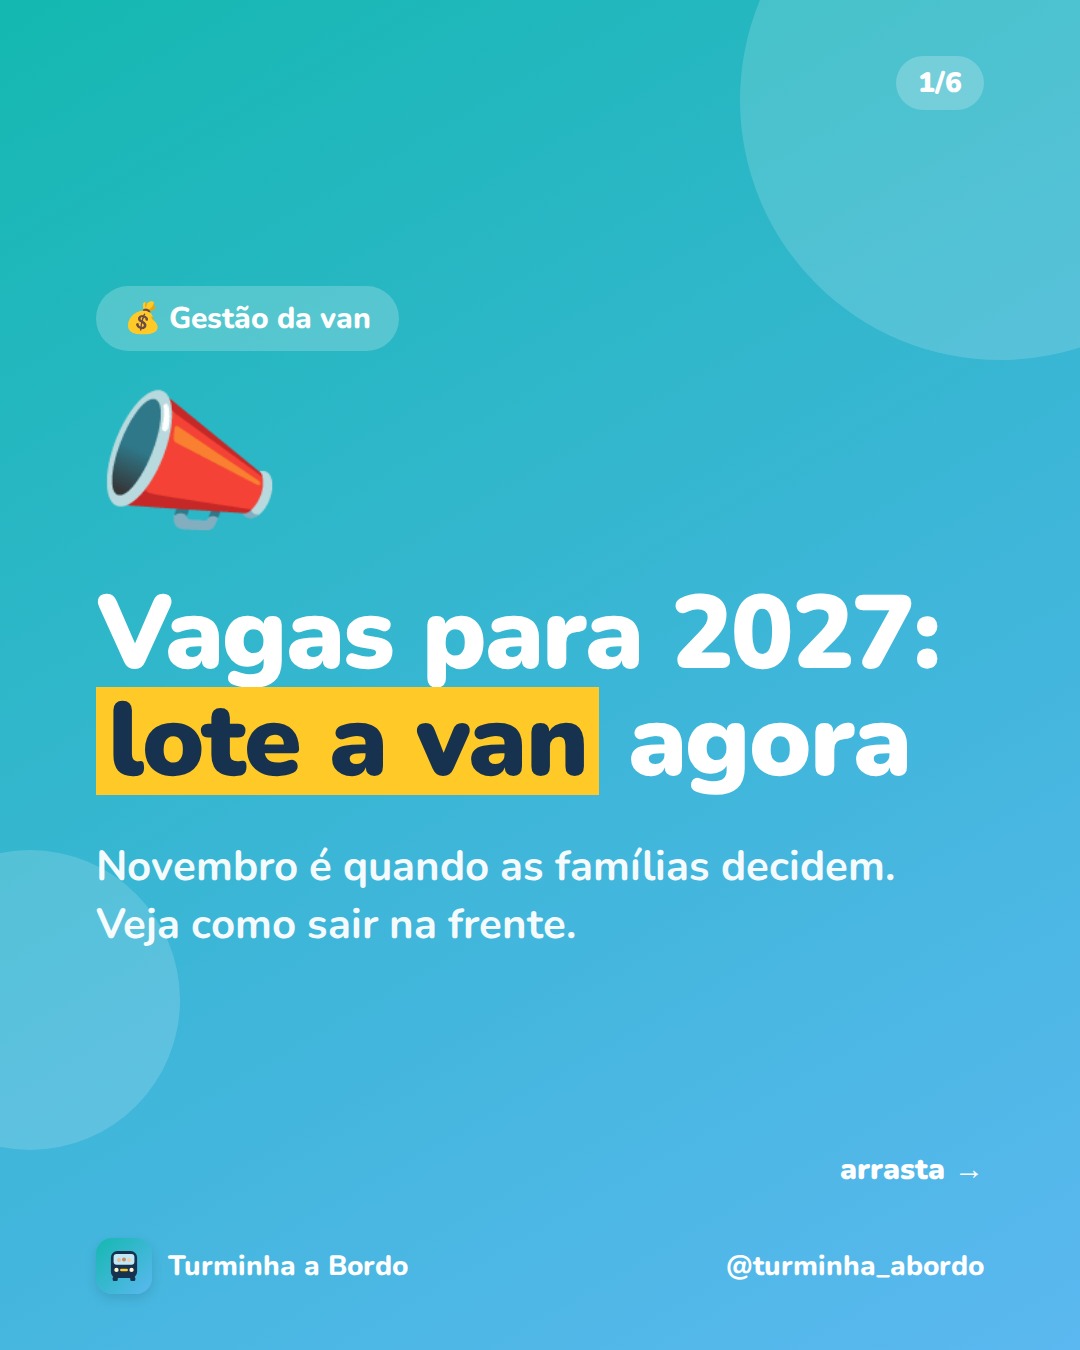 1/6
💰 Gestão da van
Vagas para 2027:
lote a van agora
Novembro é quando as famílias decidem.
Veja como sair na frente.
arrasta →
Turminha a Bordo
@turminha_abordo